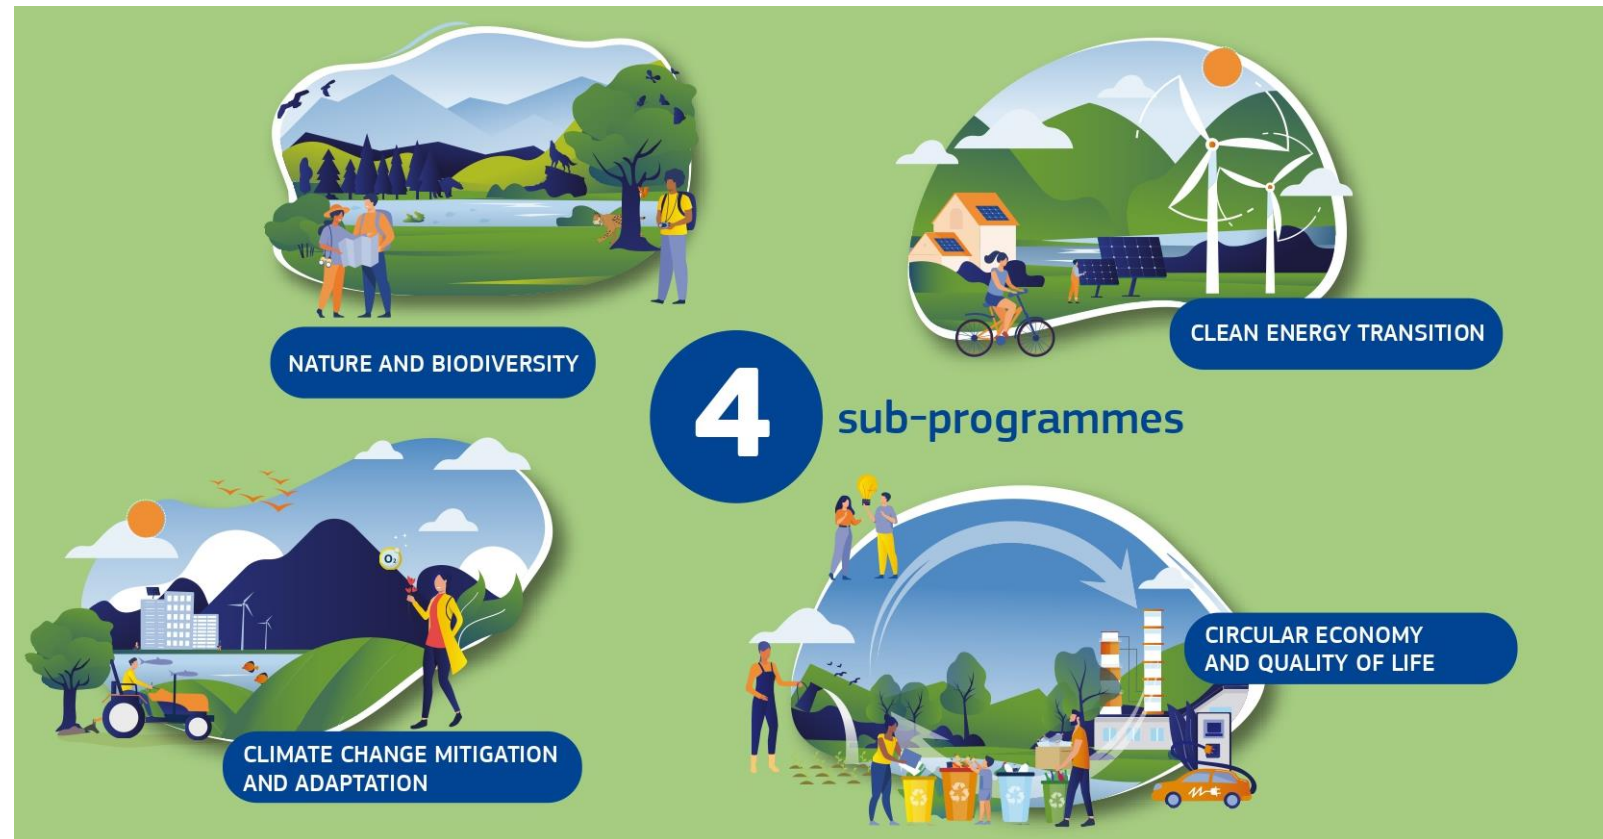 NATURE AND BIODIVERSITY
CLEAN ENERGY TRANSITION
4
sub-programmes
O₂
CLIMATE CHANGE MITIGATION
AND ADAPTATION
CIRCULAR ECONOMY
AND QUALITY OF LIFE